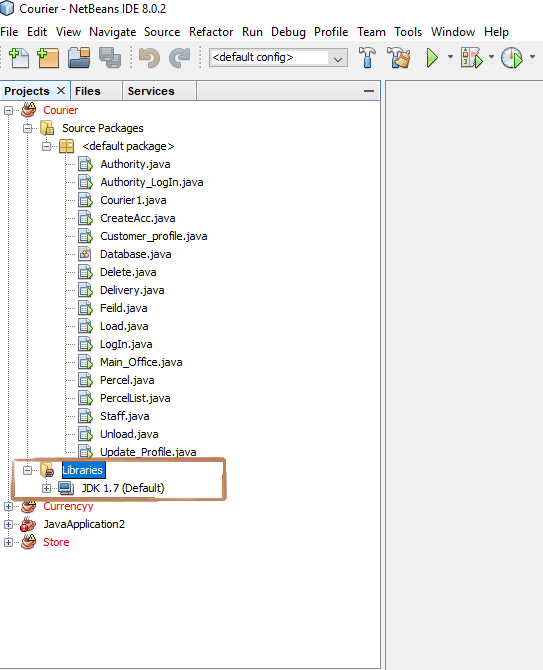 Courier - NetBeans IDE 8.0.2
File Edit View Navigate Source Refactor Run Debug Profile Team Tools Window Help
<default config>
Projects Files Services
Courier
Source Packages
<default package>
Authority.java
Authority_LogIn.java
Courier1.java
CreateAcc.java
Customer_profile.java
Database.java
Delete.java
Delivery.java
Feild.java
Load.java
LogIn.java
Main_Office.java
Percel.java
PercelList.java
Staff.java
Unload.java
Update_Profile.java
Libraries
JDK 1.7 (Default)
Currencyy
JavaApplication2
Store